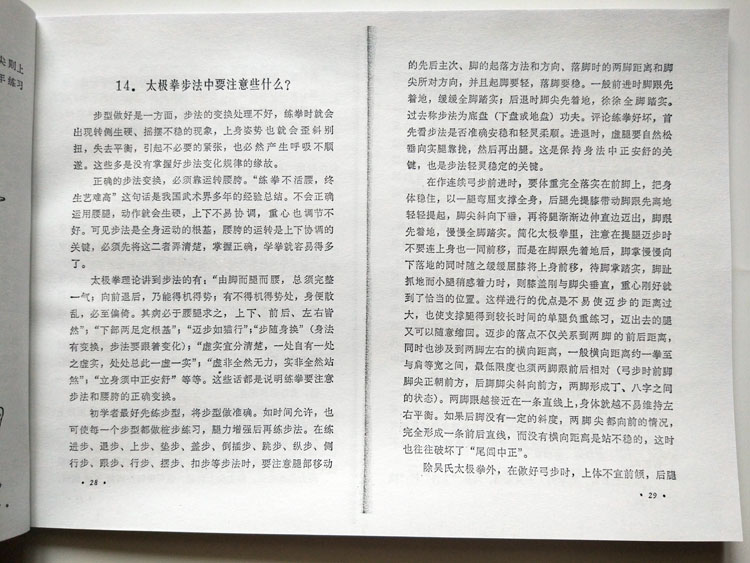 尖则上
年练习
14．太极拳步法中要注意些什么？
步型做好是一方面，步法的变换处理不好，练拳时就会
出现转侧生硬、摇摆不稳的现象，上身姿势也就会歪斜别
扭，失去平衡，引起不必要的紧张，也必然产生呼吸不顺
遂。这些多是没有掌握好步法变化规律的缘故。
正确的步法变换，必须靠运转腰胯。“练拳不活腰，终
生艺难高”这句话是我国武术界多年的经验总结。不会正确
运用腰腿，动作就会生硬，上下不易协调，重心也调节不
好。可见步法是全身运动的根基，腰胯的运转是上下协调的
关键，必须先将这二者弄清楚，掌握正确，学拳就容易得多
了。
太极拳理论讲到步法的有：“由脚而腿而腰，总须完整
一气；向前退后，乃能得机得势；有不得机得势处，身便散
乱，必至偏倚。其病必于腰腿求之，上下、前后、左右皆
然”；“下部两足定根基”；“迈步如猫行”；“步随身换”（身法
有变换，步法要跟着变化）；“虚实宜分清楚，一处自有一处
之虚实，处处总此一虚一实”；“虚非全然无力，实非全然站
煞”；“立身须中正安舒”等等。这些话都是说明练拳要注意
步法和腰胯的正确变换。
初学者最好先练步型，将步型做准确。如时间允许，也
可使每一个步型都做桩步练习，腿力增强后再练步法。在练
进步、退步、上步、垫步、盖步、倒插步、跳步、纵步、侧
行步、跟步、行步、摆步、扣步等步法时，要注意腿部移动
· 28 ·
的先后主次、脚的起落方法和方向、落脚时的两脚距离和脚
尖所对方向，并且起脚要轻，落脚要稳。一般前进时脚跟先
着地，缓缓全脚踏实；后退时脚尖先着地，徐徐全脚踏实。
过去称步法为底盘（下盘或地盘）功夫。评论练拳好坏，首
先看步法是否准确安稳和轻灵柔顺。进退时，虚腿要自然松
垂向实腿靠拢，然后再出腿。这是保持身法中正安舒的关
键，也是步法轻灵稳定的关键。
在作连续弓步前进时，要体重完全落实在前脚上，把身
体稳住，以一腿弯屈支撑全身，后腿先提膝带动脚跟先离地
轻轻提起，脚尖斜向下垂，再将腿渐渐边伸直边迈出，脚跟
先着地，慢慢全脚踏实。简化太极拳里，注意在提腿迈步时
不要连上身也一同前移，而是在脚跟先着地后，脚掌慢慢向
下落地的同时随之缓缓屈膝将上身前移，待脚掌踏实，脚趾
抓地而小腿稍感着力时，则膝盖刚与脚尖垂直，重心刚好就
到了恰当的位置。这样进行的优点是不易使迈步的距离过
大，也使支撑腿得到较长时间的单腿负重练习，迈出去的腿
又可以随意缩回。迈步的落点不仅关系到两脚的前后距离，
同时也涉及到两脚左右的横向距离，一般横向距离约一拳至
与肩等宽之间，最低限度也须两脚跟前后相对（弓步时前脚
脚尖正朝前方，后脚脚尖斜向前方，两脚形成丁、八字之间
的状态）。两脚跟越接近在一条直线上，身体就越不易维持左
右平衡。如果后脚没有一定的斜度，两脚尖都向前的情况，
完全形成一条前后直线，而没有横向距离是站不稳的，这时
也往往破坏了“尾闾中正”。
除吴氏太极拳外，在做好弓步时，上体不宜前倾，后腿
· 29 ·